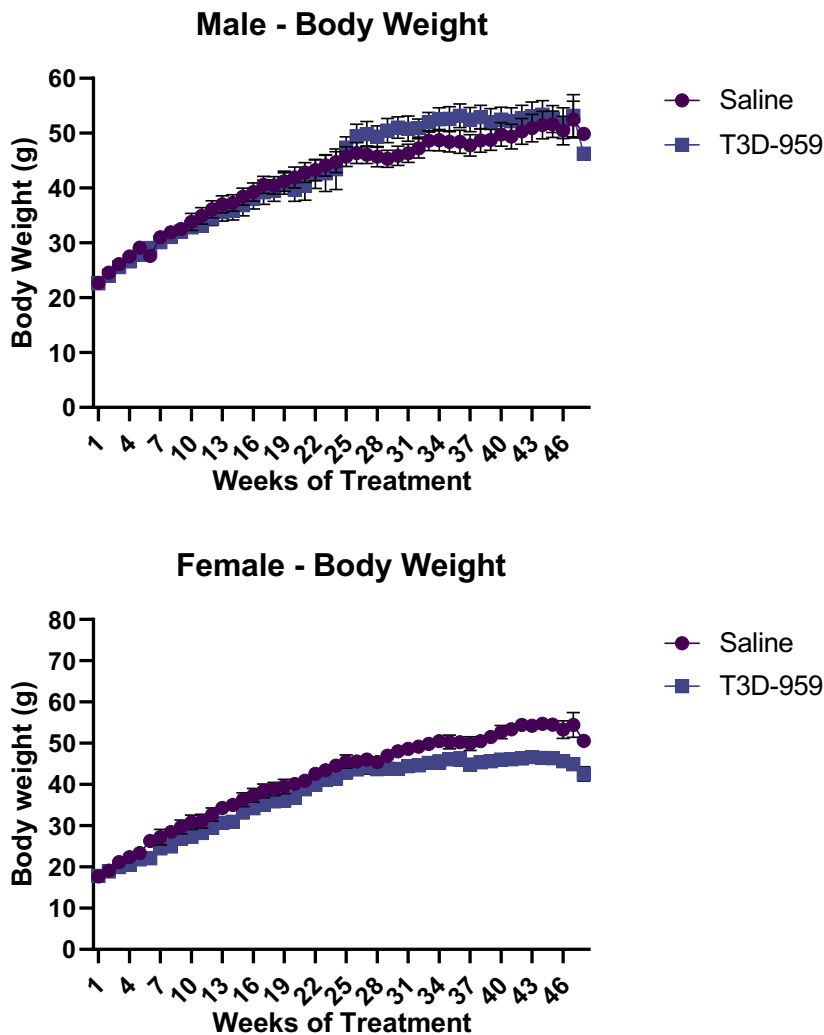 Male - Body Weight
60
50
40
30
20
10
0
Body Weight (g)
1 4 7 10 13 16 19 22 25 28 31 34 37 40 43 46
Weeks of Treatment
Saline
T3D-959
Female - Body Weight
80
70
60
50
40
30
20
10
0
Body weight (g)
1 4 7 10 13 16 19 22 25 28 31 34 37 40 43 46
Weeks of Treatment
Saline
T3D-959